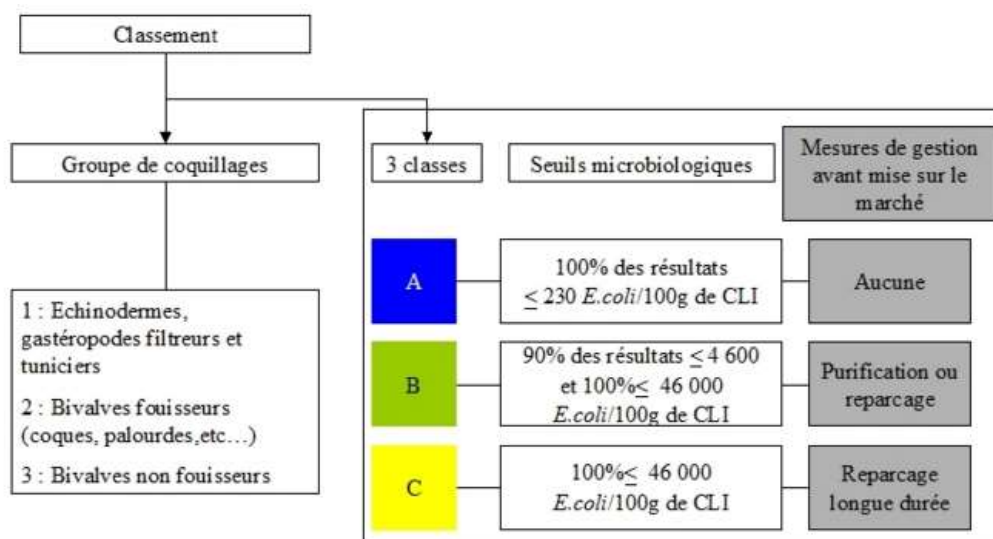 Classement
Groupe de coquillages
3 classes
Seuils microbiologiques
Mesures de gestion
avant mise sur le
marché
1 : Echinodermes,
gastéropodes filtreurs et
tuniciers
2 : Bivalves fouisseurs
(coques, palourdes,etc…)
3 : Bivalves non fouisseurs
A
100% des résultats
≤ 230 E.coli/100g de CLI
Aucune
B
90% des résultats ≤ 4 600
et 100%≤ 46 000
E.coli/100g de CLI
Purification ou
reparcage
C
100%≤ 46 000
E.coli/100g de CLI
Reparcage
longue durée